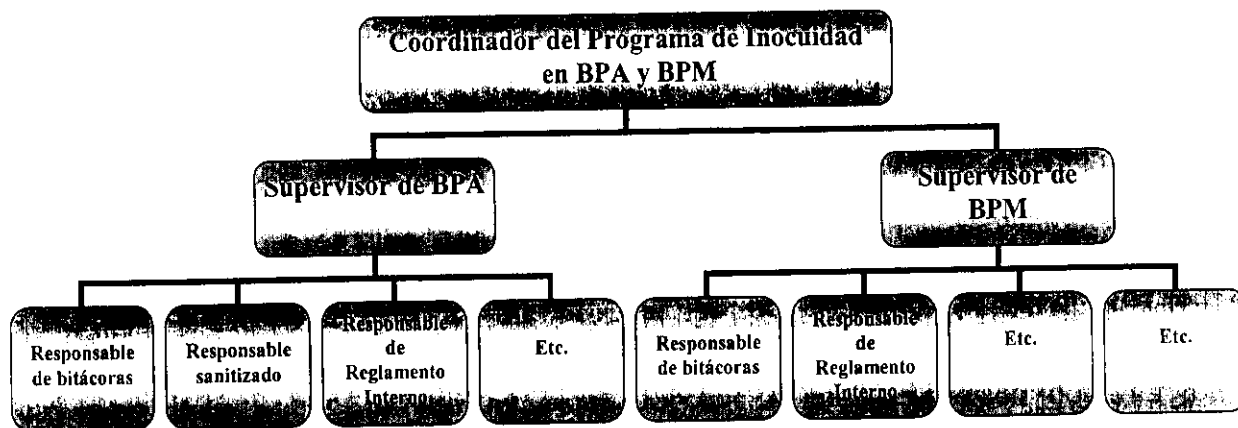 Coordinador del Programa de Inocuidad
en BPA y BPM
Supervisor de BPA
Supervisor de
BPM
Responsable
de bitácoras
Responsable
sanitizado
Responsable
de
Reglamento
Interno
Etc.
Responsable
de bitácoras
Responsable
de
Reglamento
Interno
Etc.
Etc.